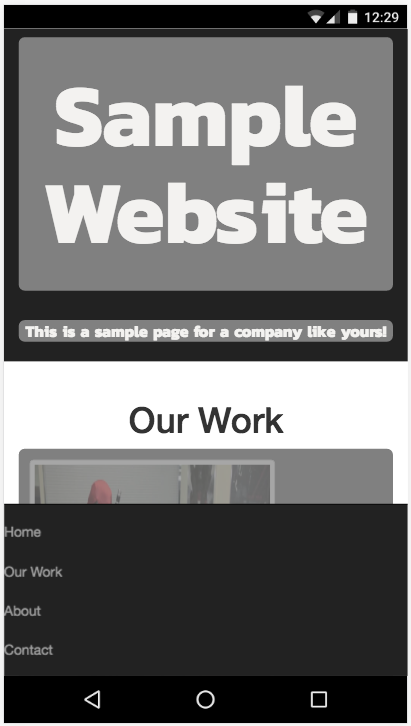 12:29
Sample
Website
This is a sample page for a company like yours!
Our Work
Home
Our Work
About
Contact